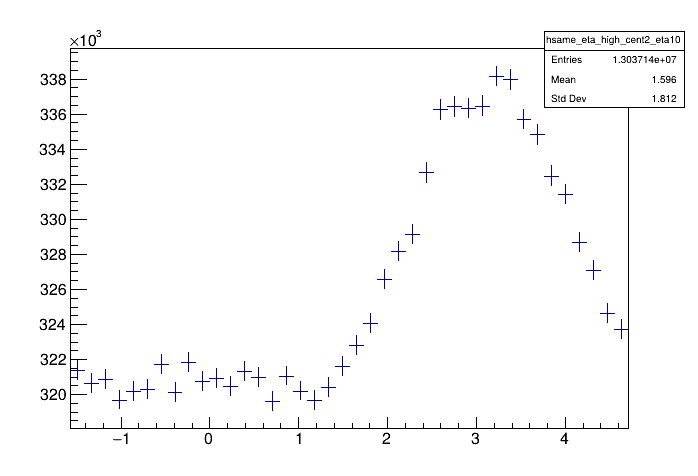 ×10³
hsame_eta_high_cent2_eta10
Entries 1.303714e+07
Mean 1.596
Std Dev 1.812
338
336
334
332
330
328
326
324
322
320
−1 0 1 2 3 4